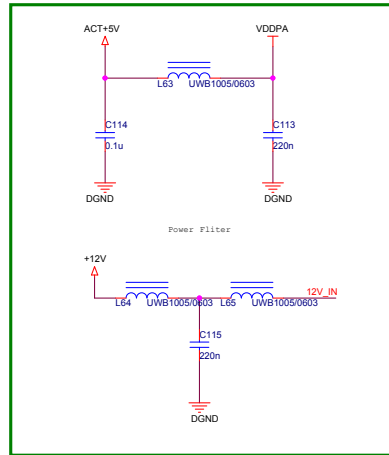 ACT+5V VDDPA
L63 UWB1005/0603
C114 C113
0.1u 220n
DGND DGND
Power Fliter
+12V
12V_IN
L64 UWB1005/0603 L65 UWB1005/0603
C115
220n
DGND